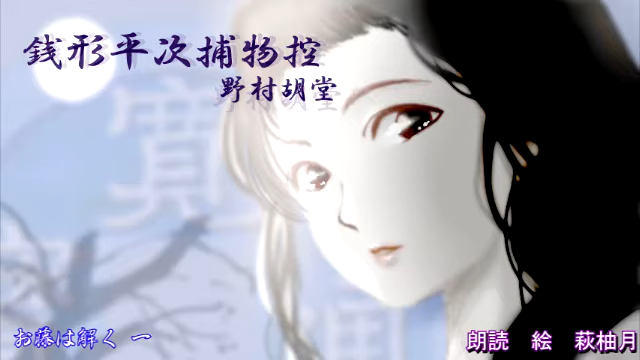 銭形平次捕物控
野村胡堂
寛
お藤は解く 一
朗読 絵 萩柚月